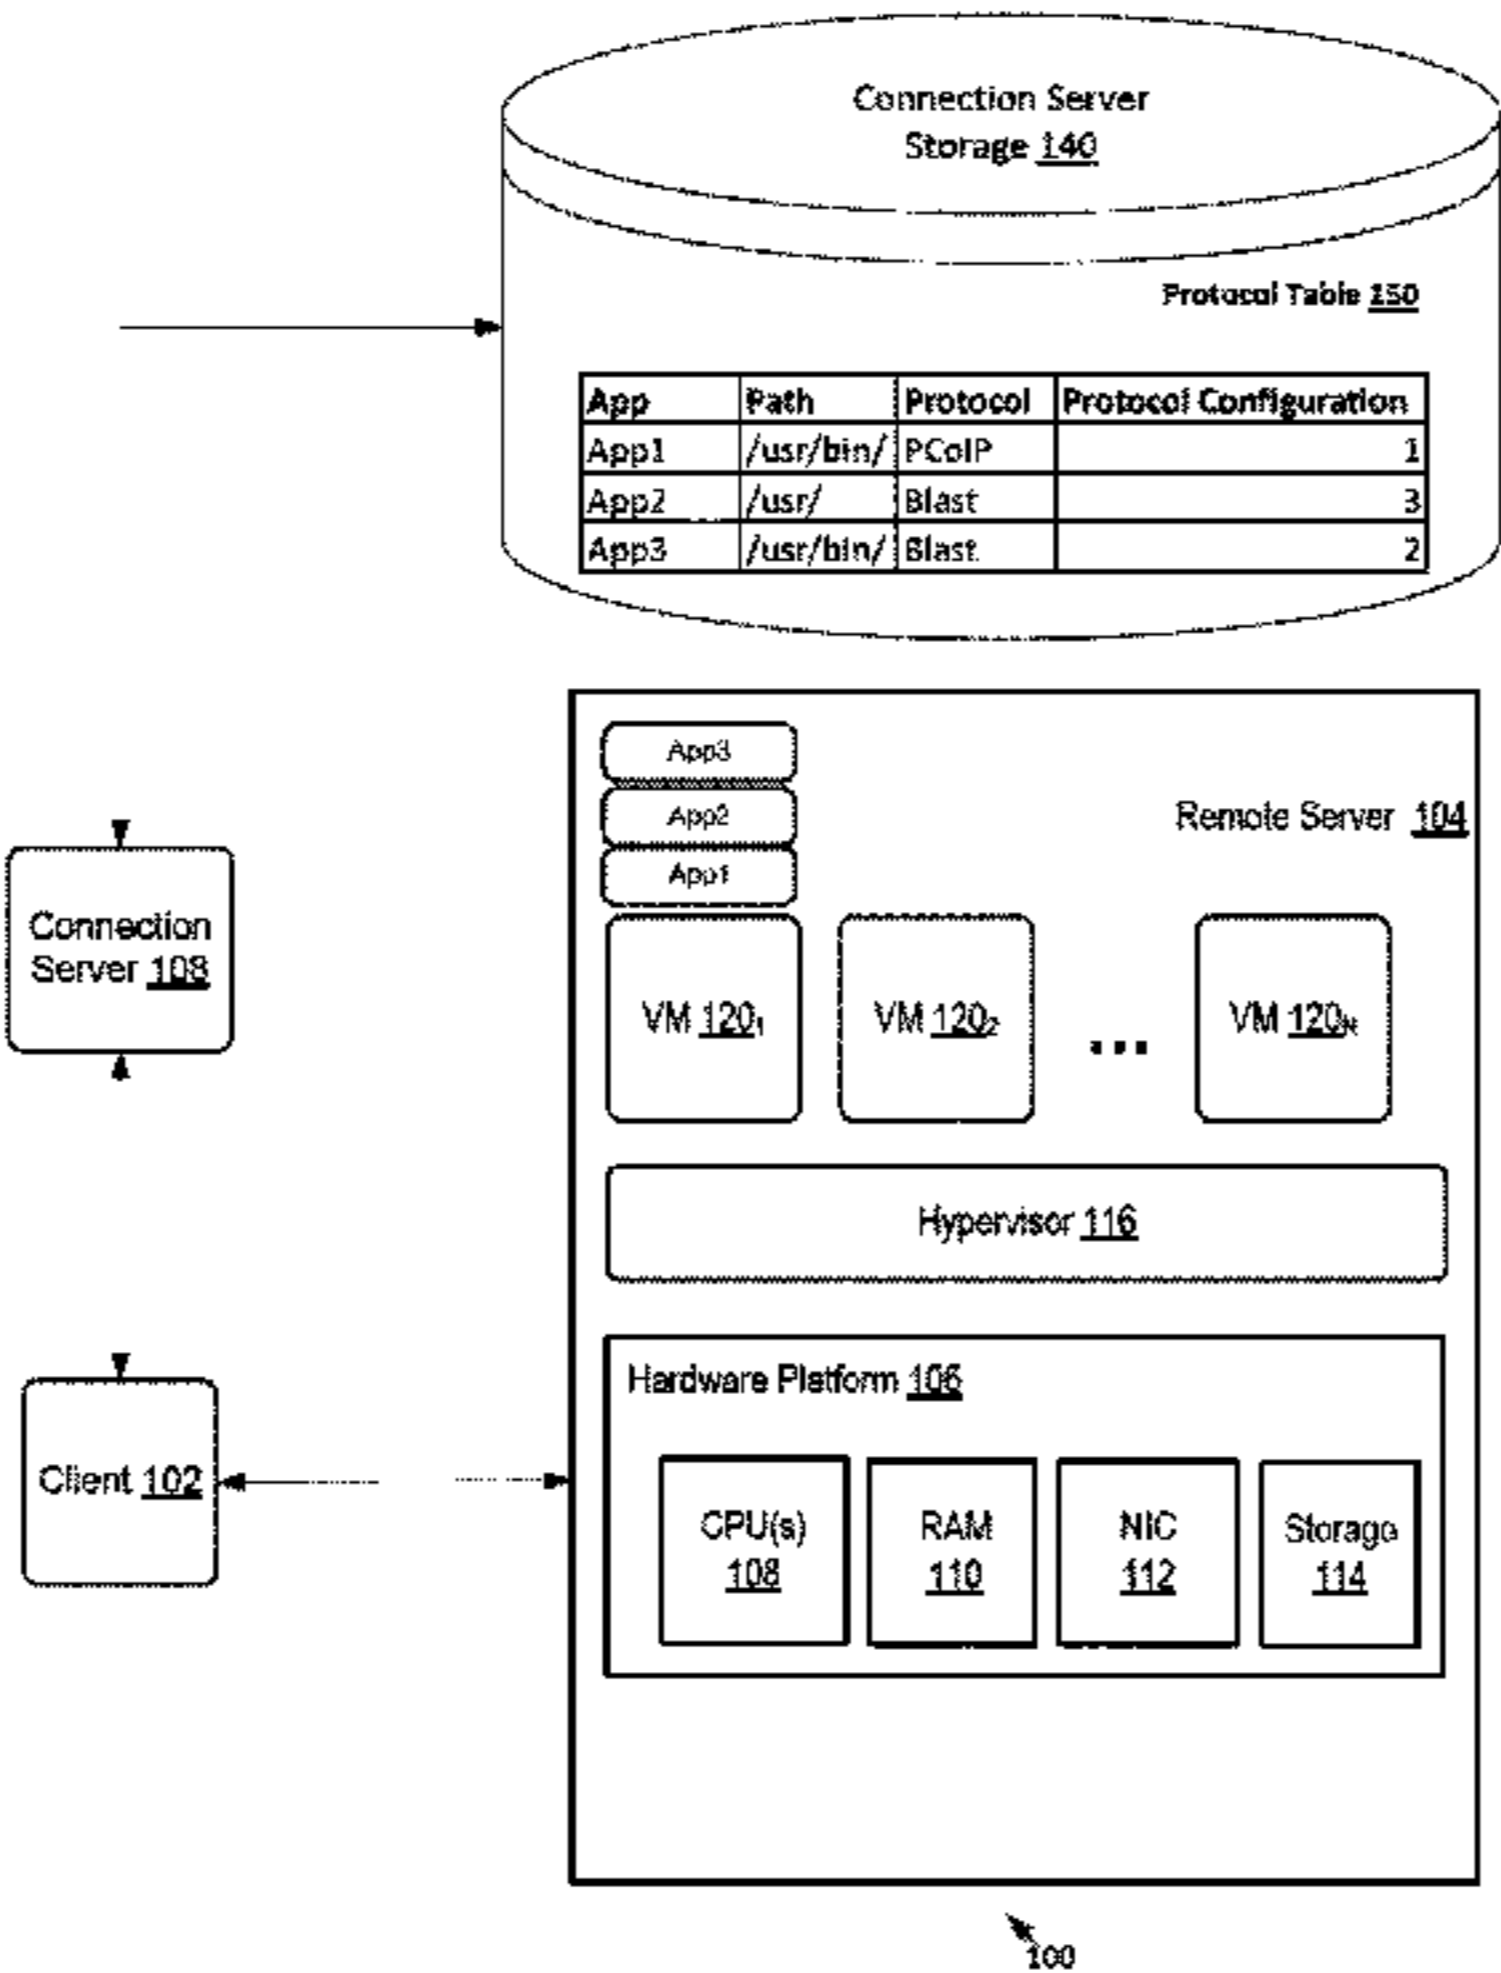 Connection Server
Storage 140
Protocol Table 150
App Path Protocol Protocol Configuration
App1 /usr/bin/ PCoIP 1
App2 /usr/ Blast 3
App3 /usr/bin/ Blast 2
App3
App2
Remote Server 104
App1
Connection
Server 108
VM 120₁ VM 120₂ ... VM 120ₙ
Hypervisor 116
Hardware Platform 106
Client 102
CPU(s) RAM NIC Storage
108 110 112 114
100